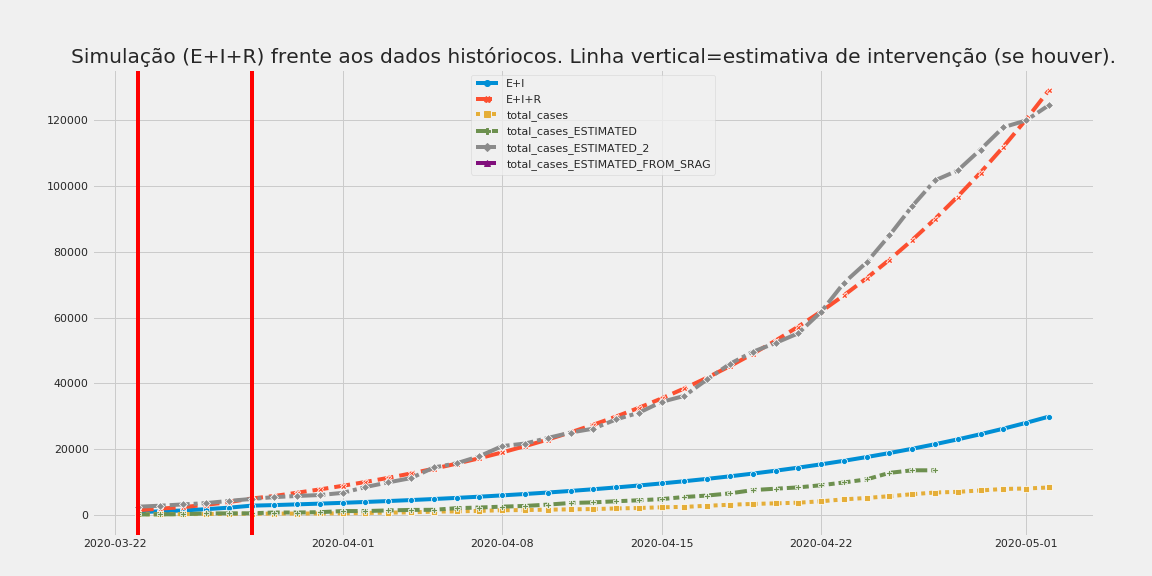 Simulação (E+I+R) frente aos dados históriocos. Linha vertical=estimativa de intervenção (se houver).
E+I
E+I+R
total_cases
total_cases_ESTIMATED
total_cases_ESTIMATED_2
total_cases_ESTIMATED_FROM_SRAG
120000
100000
80000
60000
40000
20000
0
2020-03-22 2020-04-01 2020-04-08 2020-04-15 2020-04-22 2020-05-01